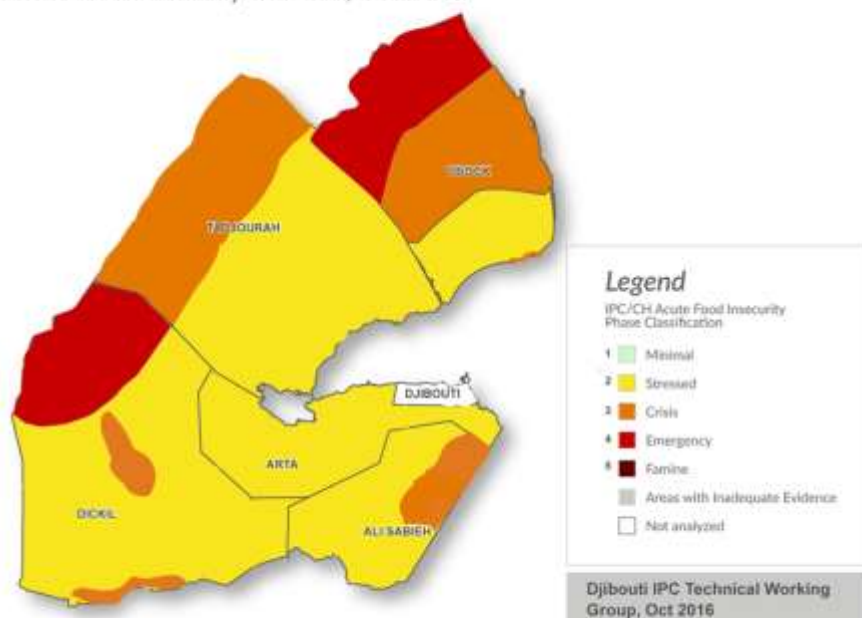 TADJOURAH
OBOCK
DJIBOUTI
ARTA
DICKIL
ALI SABIEH
Legend
IPC/CH Acute Food Insecurity
Phase Classification
1 Minimal
2 Stressed
3 Crisis
4 Emergency
5 Famine
Areas with Inadequate Evidence
Not analyzed
Djibouti IPC Technical Working
Group, Oct 2016